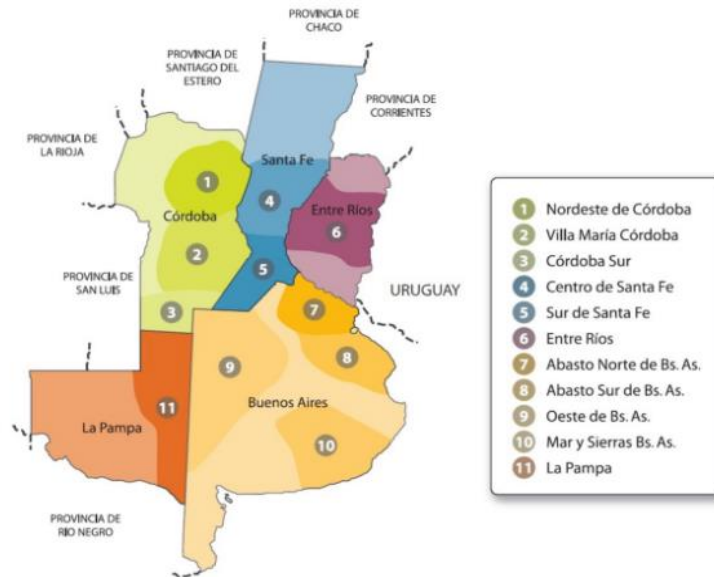 PROVINCIA DE
CHACO
PROVINCIA DE
SANTIAGO DEL
ESTERO
PROVINCIA DE
CORRIENTES
PROVINCIA DE
LA RIOJA
Santa Fe
1
4
Córdoba
Entre Ríos
6
2
5
PROVINCIA DE
SAN LUIS
URUGUAY
3
7
8
9
Buenos Aires
11
La Pampa
10
PROVINCIA DE
RIO NEGRO
1 Nordeste de Córdoba
2 Villa María Córdoba
3 Córdoba Sur
4 Centro de Santa Fe
5 Sur de Santa Fe
6 Entre Ríos
7 Abasto Norte de Bs. As.
8 Abasto Sur de Bs. As.
9 Oeste de Bs. As.
10 Mar y Sierras Bs. As.
11 La Pampa